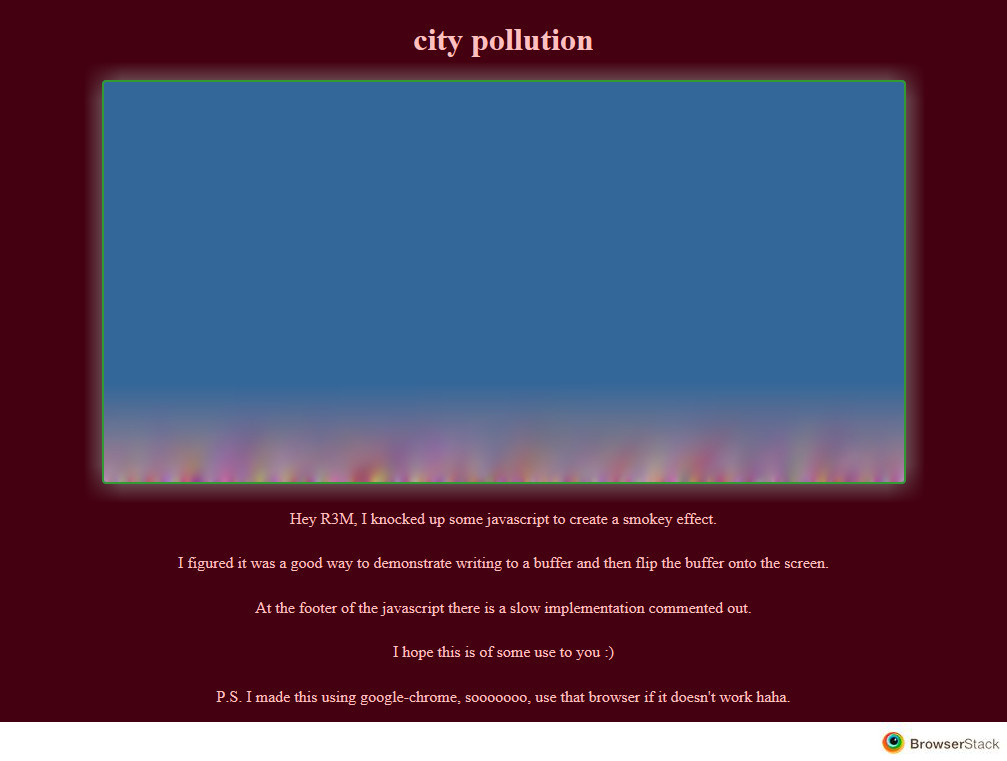 city pollution
Hey R3M, I knocked up some javascript to create a smokey effect.
I figured it was a good way to demonstrate writing to a buffer and then flip the buffer onto the screen.
At the footer of the javascript there is a slow implementation commented out.
I hope this is of some use to you :)
P.S. I made this using google-chrome, sooooooo, use that browser if it doesn't work haha.
BrowserStack